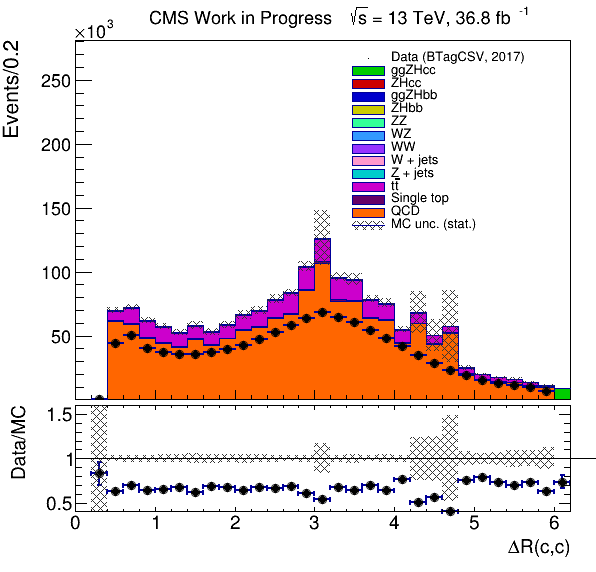 CMS Work in Progress √s = 13 TeV, 36.8 fb⁻¹
×10³
Events/0.2
250
200
150
100
50
Data (BTagCSV, 2017)
ggZHcc
ZHcc
ggZHbb
ZHbb
ZZ
WZ
WW
W + jets
Z + jets
tt̅
Single top
QCD
MC unc. (stat.)
Data/MC
1.5
1
0.5
0 1 2 3 4 5 6
ΔR(c,c)